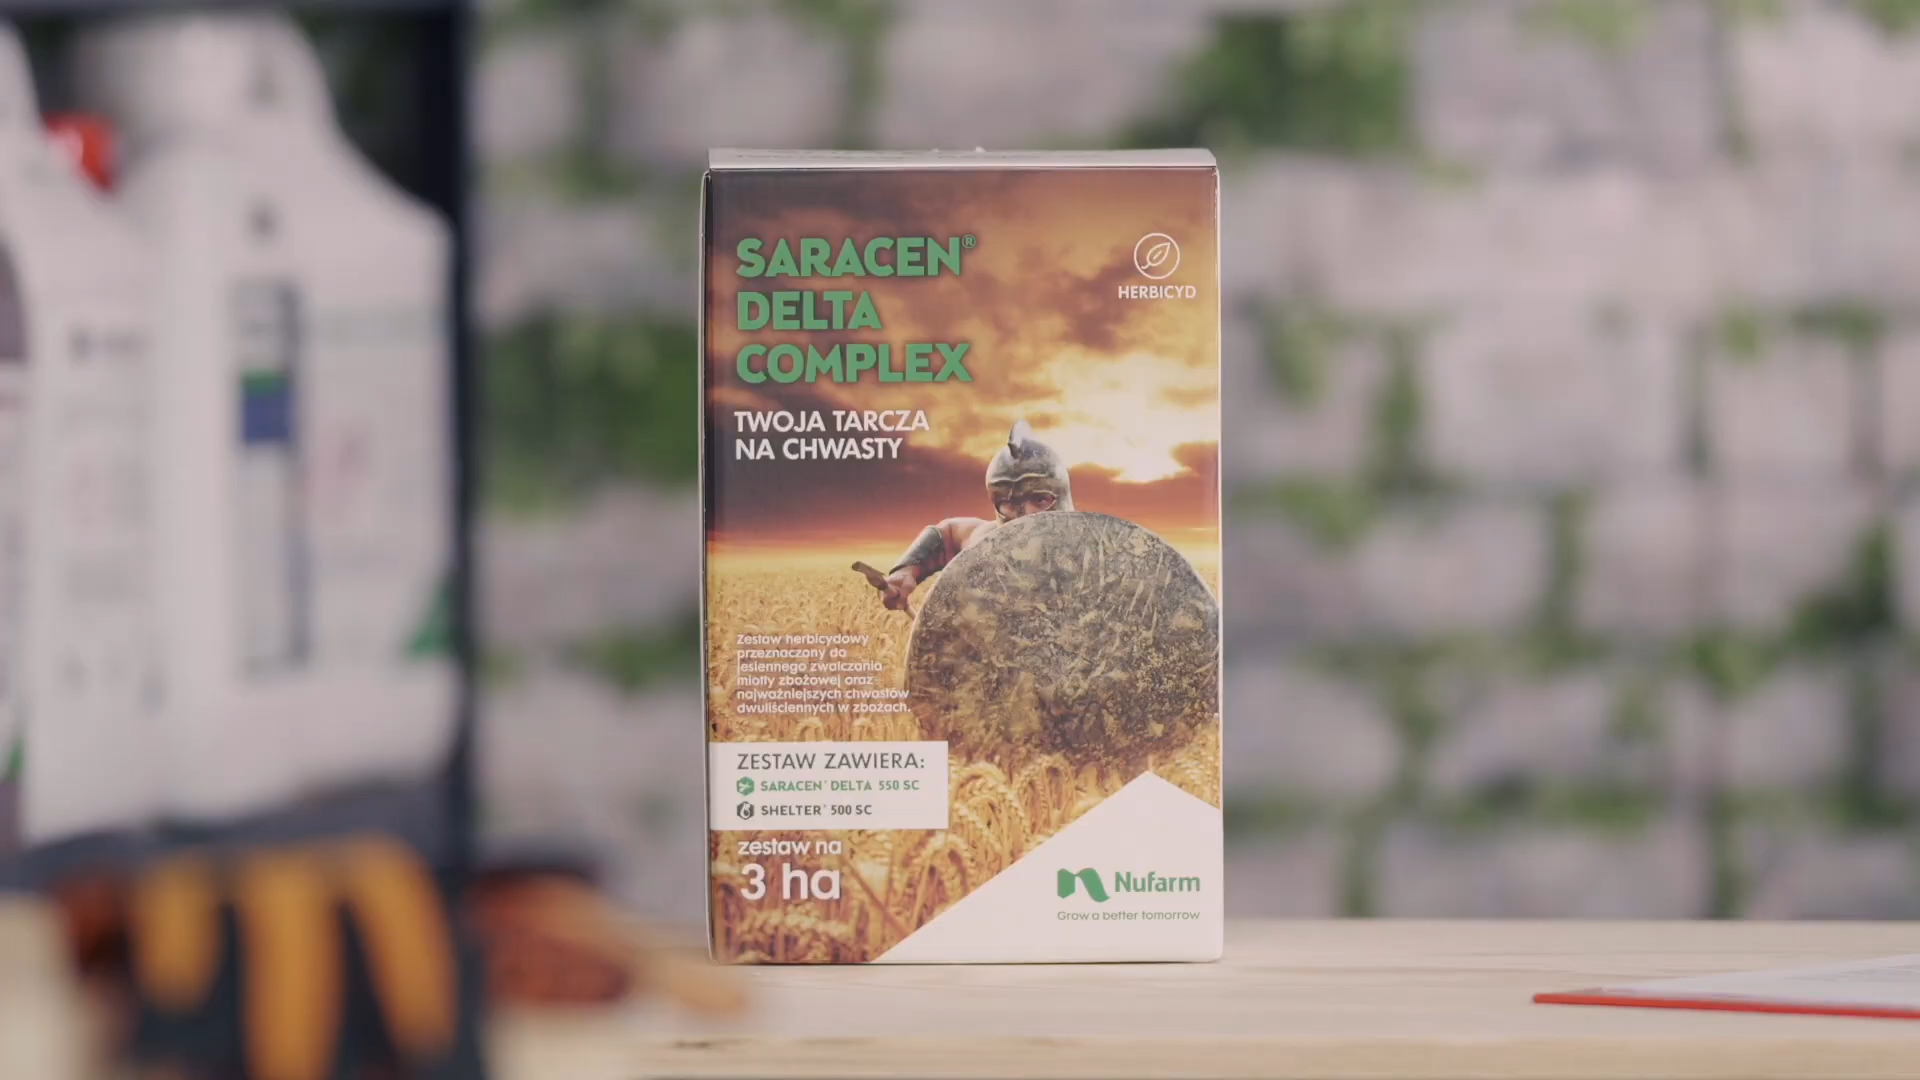 SARACEN®
DELTA
COMPLEX
HERBICYD
TWOJA TARCZA
NA CHWASTY
Zestaw herbicydowy
przeznaczony do
jesiennego zwalczania
miotły zbożowej oraz
najważniejszych chwastów
dwuliściennych w zbożach.
ZESTAW ZAWIERA:
SARACEN® DELTA 550 SC
SHELTER® 500 SC
zestaw na
3 ha
Nufarm
Grow a better tomorrow